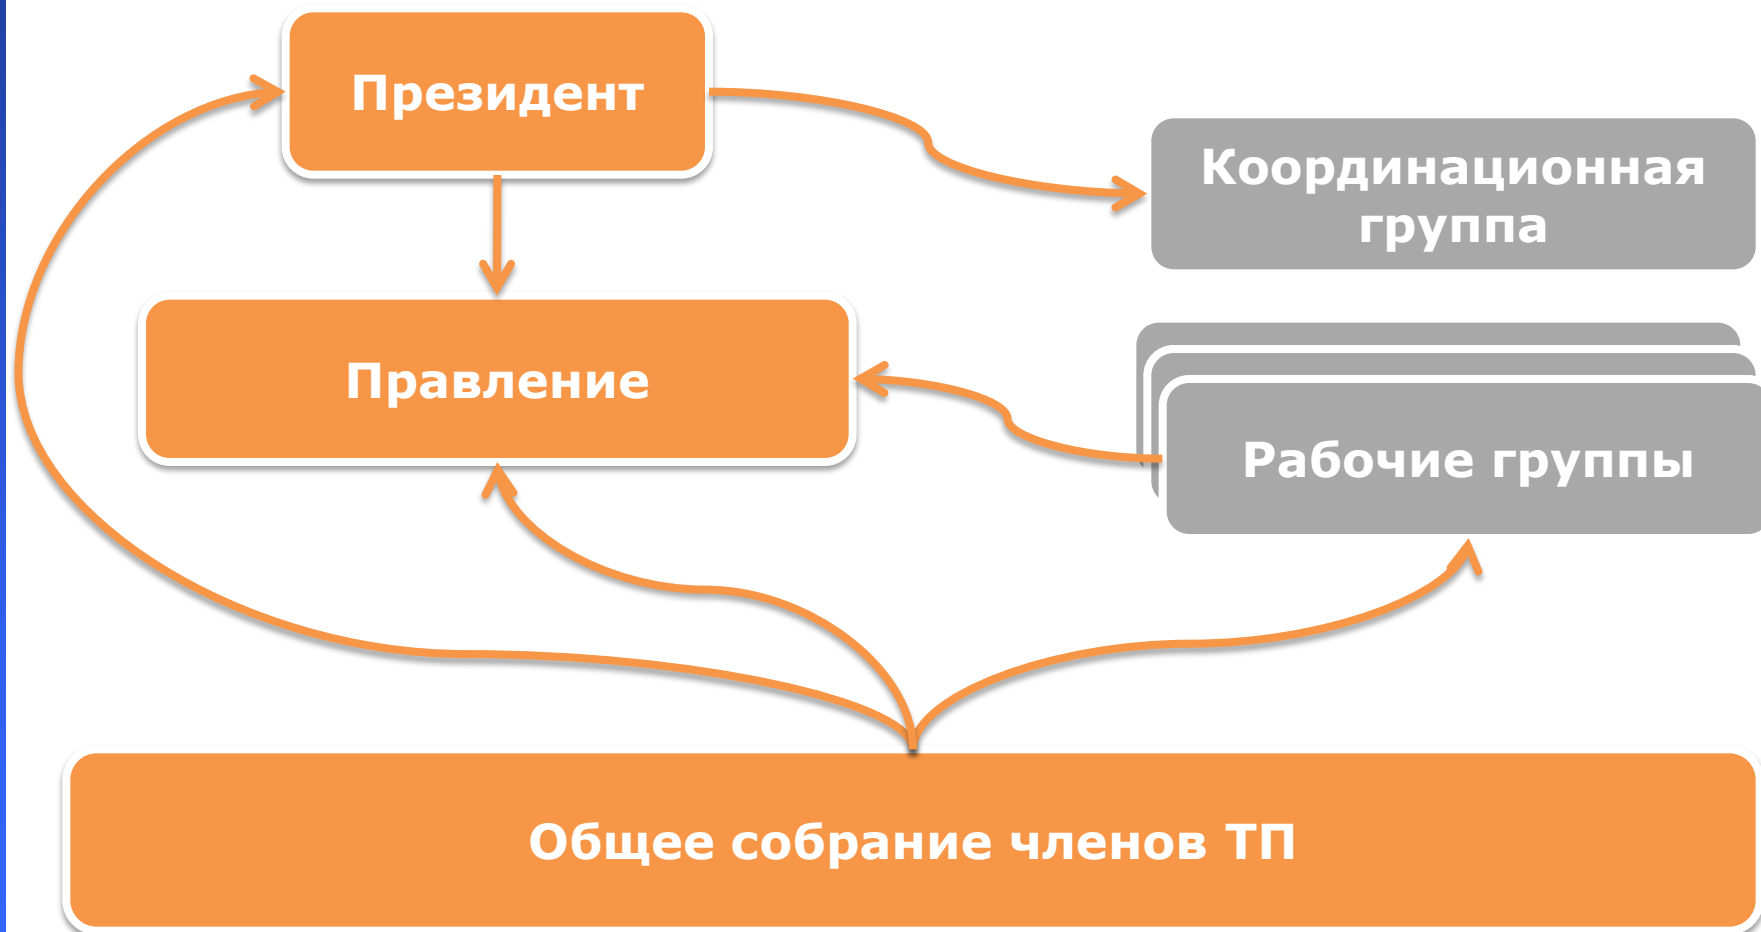 Президент
Координационная
группа
Правление
Рабочие группы
Общее собрание членов ТП